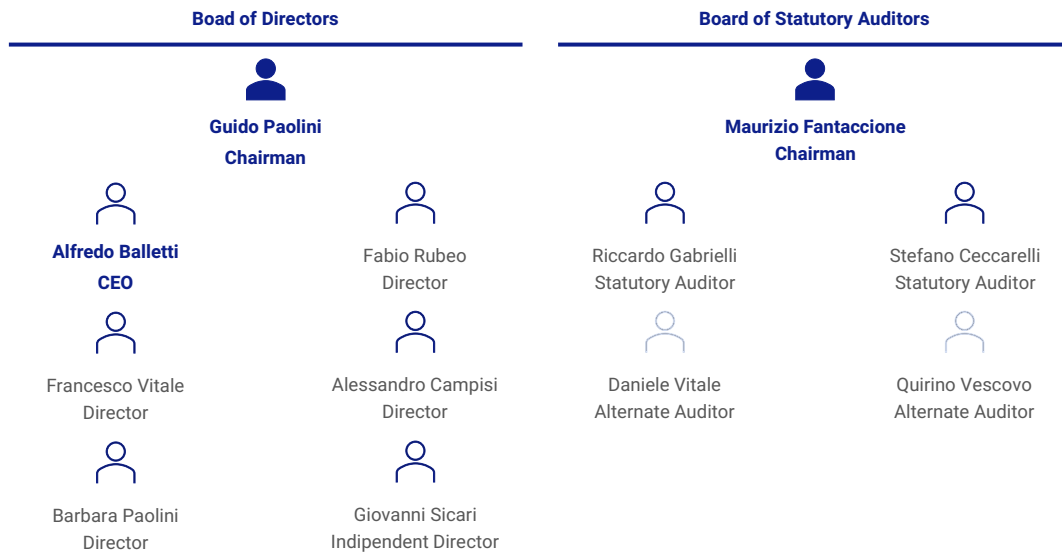 Boad of Directors
Guido Paolini
Chairman
Alfredo Balletti
CEO
Fabio Rubeo
Director
Francesco Vitale
Director
Alessandro Campisi
Director
Barbara Paolini
Director
Giovanni Sicari
Indipendent Director
Board of Statutory Auditors
Maurizio Fantaccione
Chairman
Riccardo Gabrielli
Statutory Auditor
Stefano Ceccarelli
Statutory Auditor
Daniele Vitale
Alternate Auditor
Quirino Vescovo
Alternate Auditor